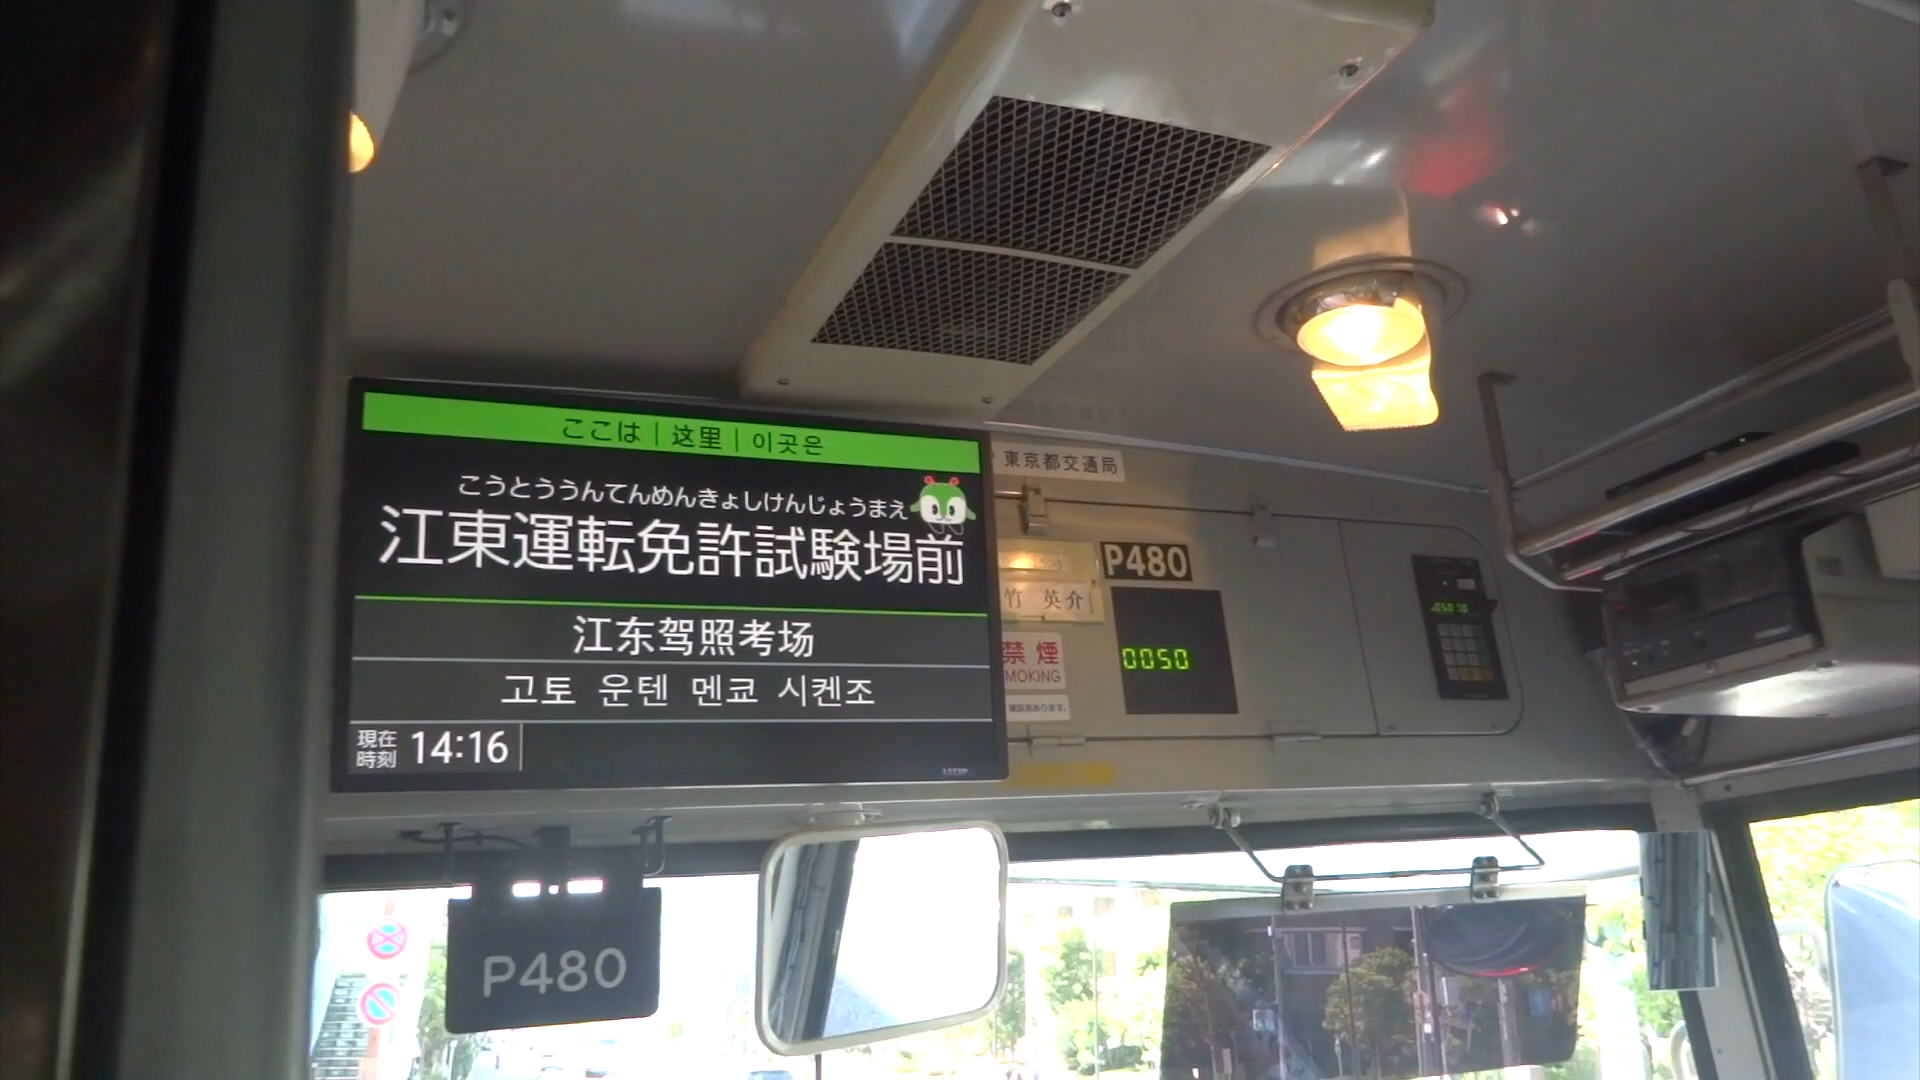 ここは | 这里 | 이곳은
こうとううんてんめんきょしけんじょうまえ
江東運転免許試験場前
江东驾照考场
고토 운텐 멘쿄 시켄조
現在時刻 14:16
東京都交通局
P480
竹 英介
禁煙
MOKING
0050
P480